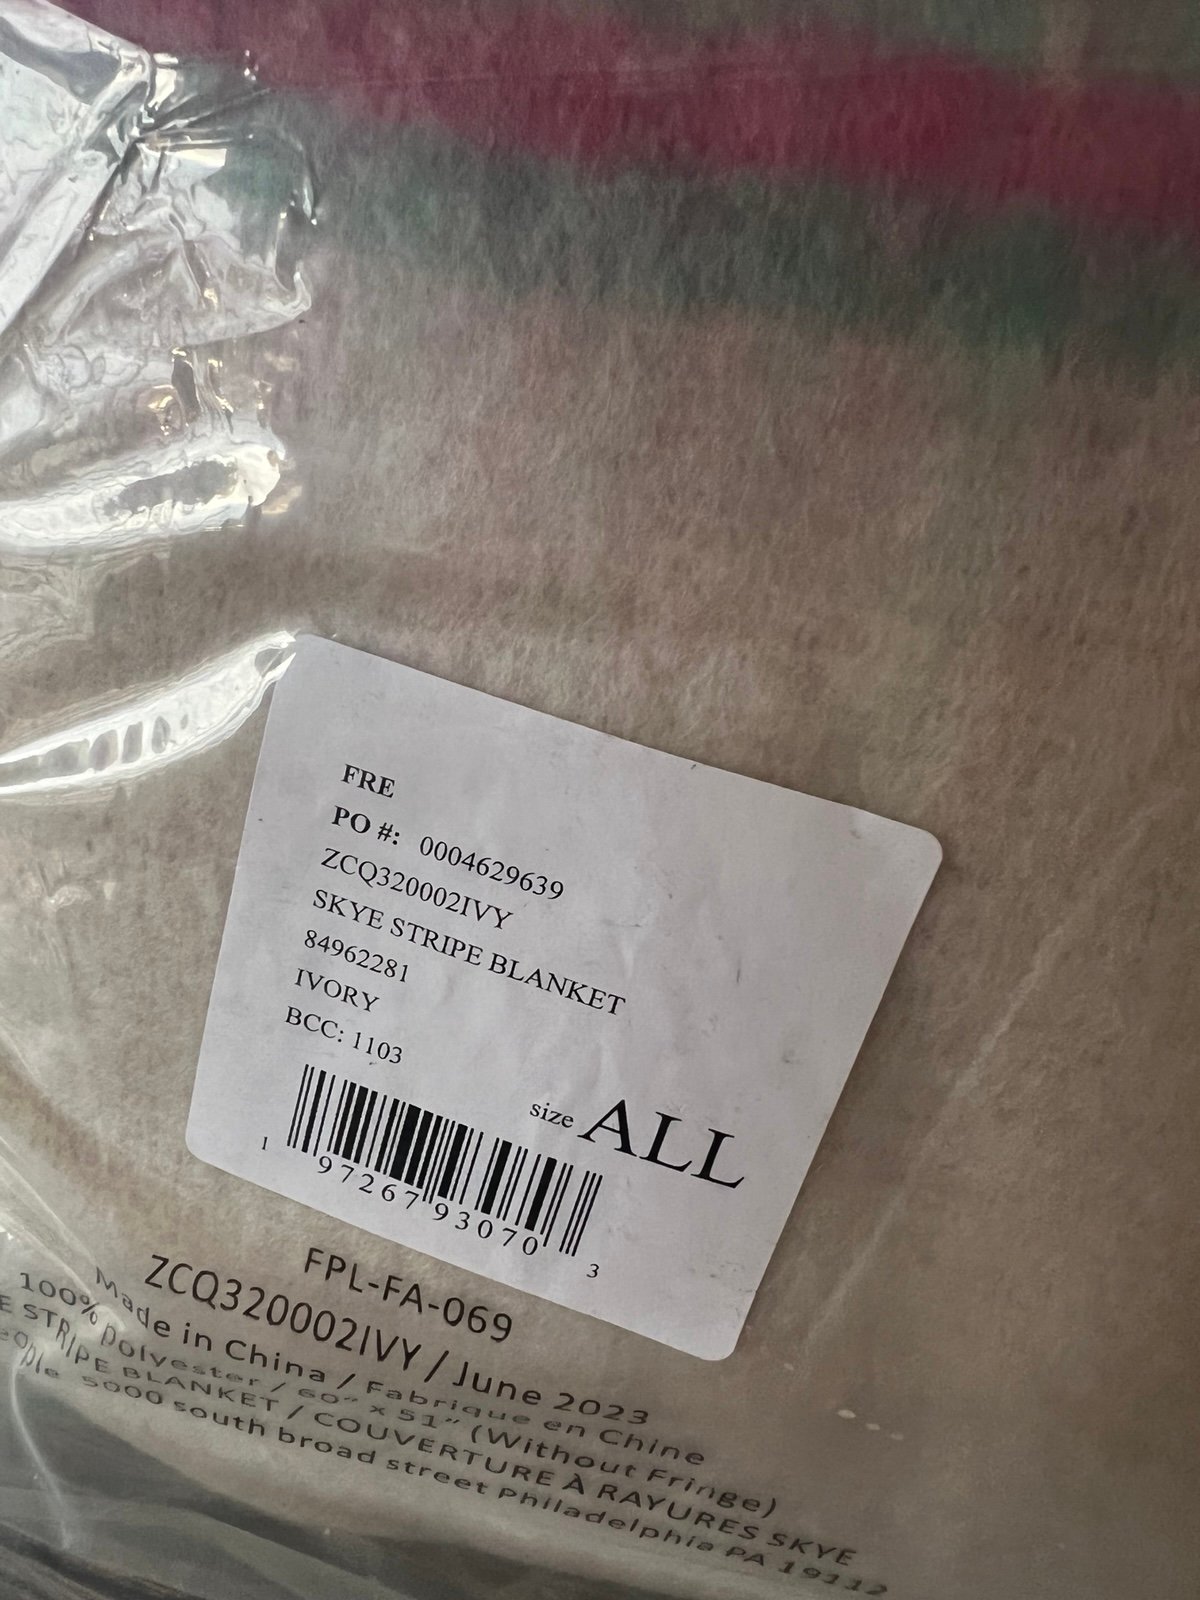 FRE
PO #: 0004629639
ZCQ320002IVY
SKYE STRIPE BLANKET
84962281
IVORY
BCC: 1103
size ALL
1 97267 93070 3
FPL-FA-069
ZCQ320002IVY / June 2023
Made in China / Fabrique en Chine
100% polyester / 60" x 51" (Without Fringe)
E STRIPE BLANKET / COUVERTURE À RAYURES SKYE
eople 5000 south broad street Philadelphia PA 19112